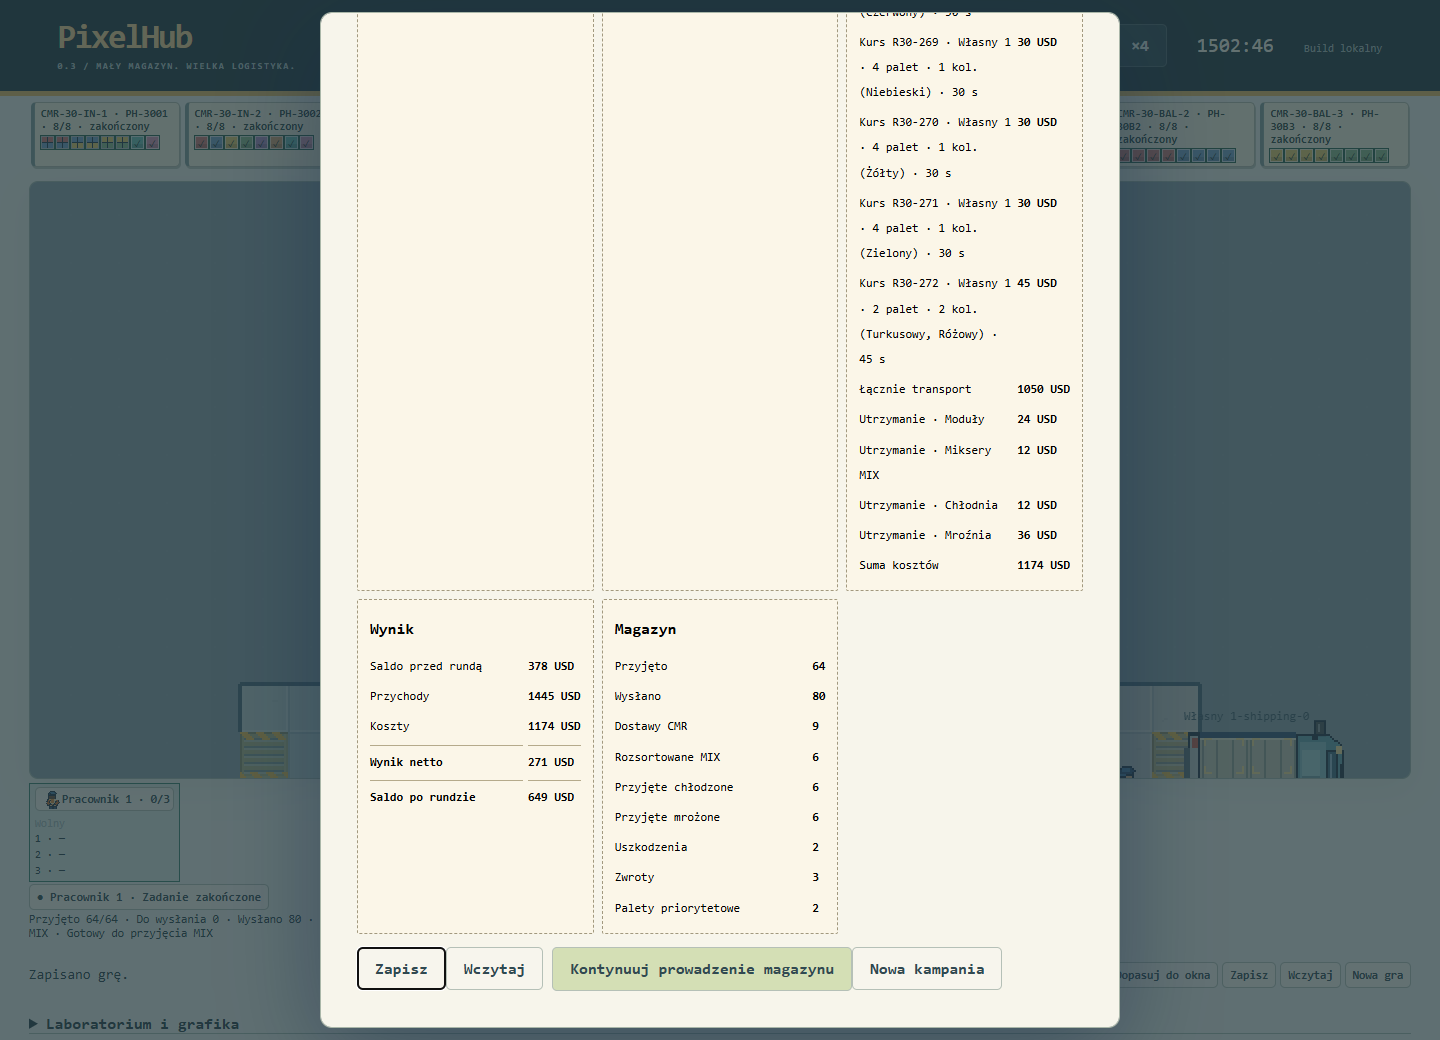 PixelHub
0.3 / MAŁY MAGAZYN. WIELKA LOGISTYKA.
×4
1502:46
Build lokalny
CMR-30-IN-1 · PH-3001
· 8/8 · zakończony
CMR-30-IN-2 · PH-3002
· 8/8 · zakończony
CMR-30-BAL-2 · PH-
30B2 · 8/8 ·
zakończony
CMR-30-BAL-3 · PH-
30B3 · 8/8 ·
zakończony
(Czerwony) · 30 s
Kurs R30-269 · Własny 1 30 USD
· 4 palet · 1 kol.
(Niebieski) · 30 s
Kurs R30-270 · Własny 1 30 USD
· 4 palet · 1 kol.
(Żółty) · 30 s
Kurs R30-271 · Własny 1 30 USD
· 4 palet · 1 kol.
(Zielony) · 30 s
Kurs R30-272 · Własny 1 45 USD
· 2 palet · 2 kol.
(Turkusowy, Różowy) ·
45 s
Łącznie transport 1050 USD
Utrzymanie · Moduły 24 USD
Utrzymanie · Miksery 12 USD
MIX
Utrzymanie · Chłodnia 12 USD
Utrzymanie · Mroźnia 36 USD
Suma kosztów 1174 USD
Wynik
Saldo przed rundą 378 USD
Przychody 1445 USD
Koszty 1174 USD
Wynik netto 271 USD
Saldo po rundzie 649 USD
Magazyn
Przyjęto 64
Wysłano 80
Dostawy CMR 9
Rozsortowane MIX 6
Przyjęte chłodzone 6
Przyjęte mrożone 6
Uszkodzenia 2
Zwroty 3
Palety priorytetowe 2
Własny 1-shipping-0
Pracownik 1 · 0/3
wolny
1 · —
2 · —
3 · —
• Pracownik 1 · Zadanie zakończone
Przyjęto 64/64 · Do wysłania 0 · Wysłano 80 ·
MIX · Gotowy do przyjęcia MIX
Zapisz
Wczytaj
Kontynuuj prowadzenie magazynu
Nowa kampania
Zapisano grę.
Dopasuj do okna
Zapisz
Wczytaj
Nowa gra
▶ Laboratorium i grafika